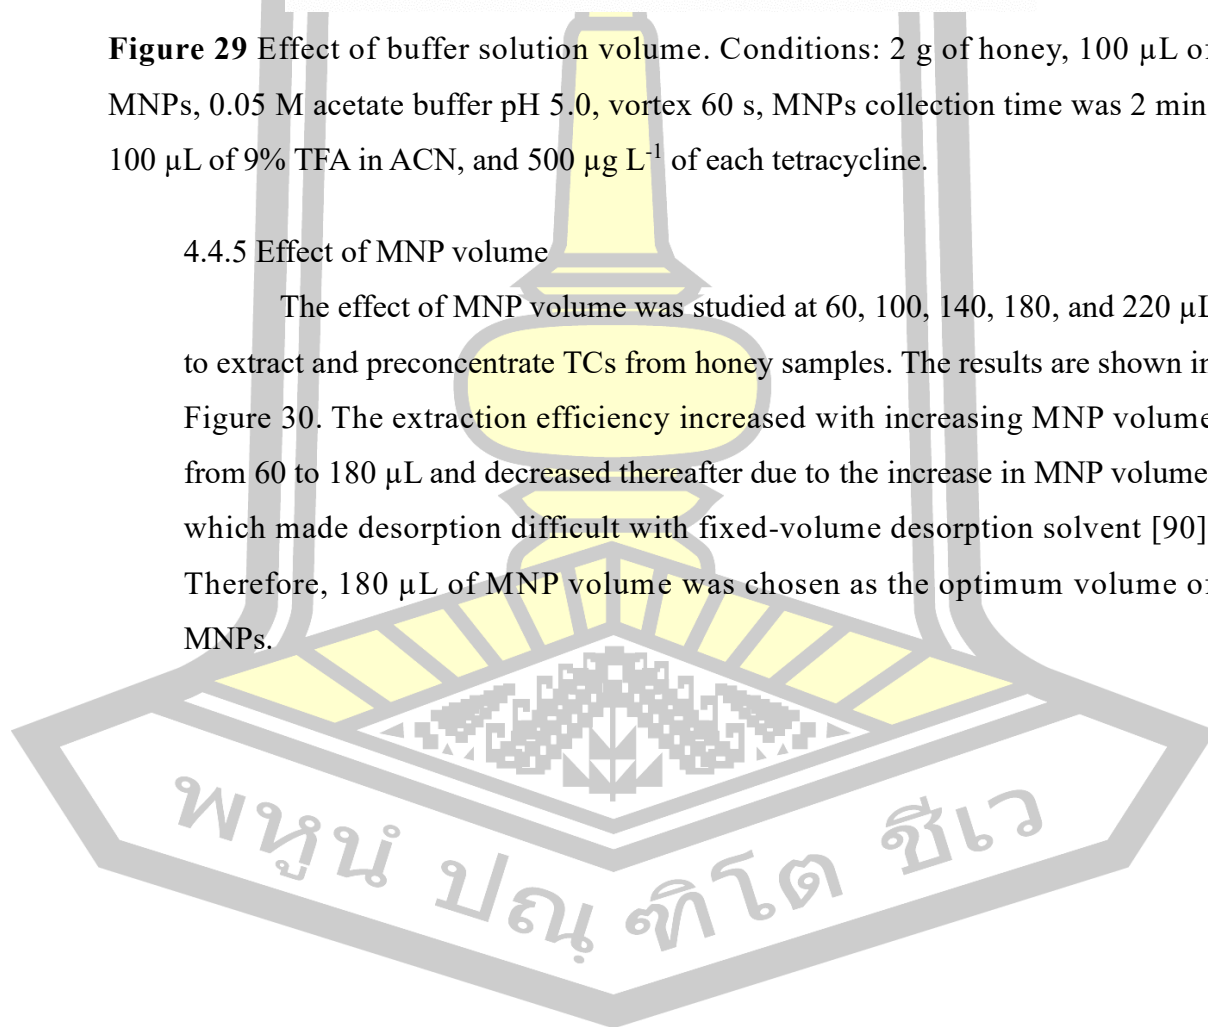 Figure 29 Effect of buffer solution volume. Conditions: 2 g of honey, 100 µL of
MNPs, 0.05 M acetate buffer pH 5.0, vortex 60 s, MNPs collection time was 2 min
100 µL of 9% TFA in ACN, and 500 µg L⁻¹ of each tetracycline.
4.4.5 Effect of MNP volume
The effect of MNP volume was studied at 60, 100, 140, 180, and 220 µL
to extract and preconcentrate TCs from honey samples. The results are shown in
Figure 30. The extraction efficiency increased with increasing MNP volume
from 60 to 180 µL and decreased thereafter due to the increase in MNP volume
which made desorption difficult with fixed-volume desorption solvent [90]
Therefore, 180 µL of MNP volume was chosen as the optimum volume of
MNPs.
พหูนํ ปณฺฑิโต ชีเว